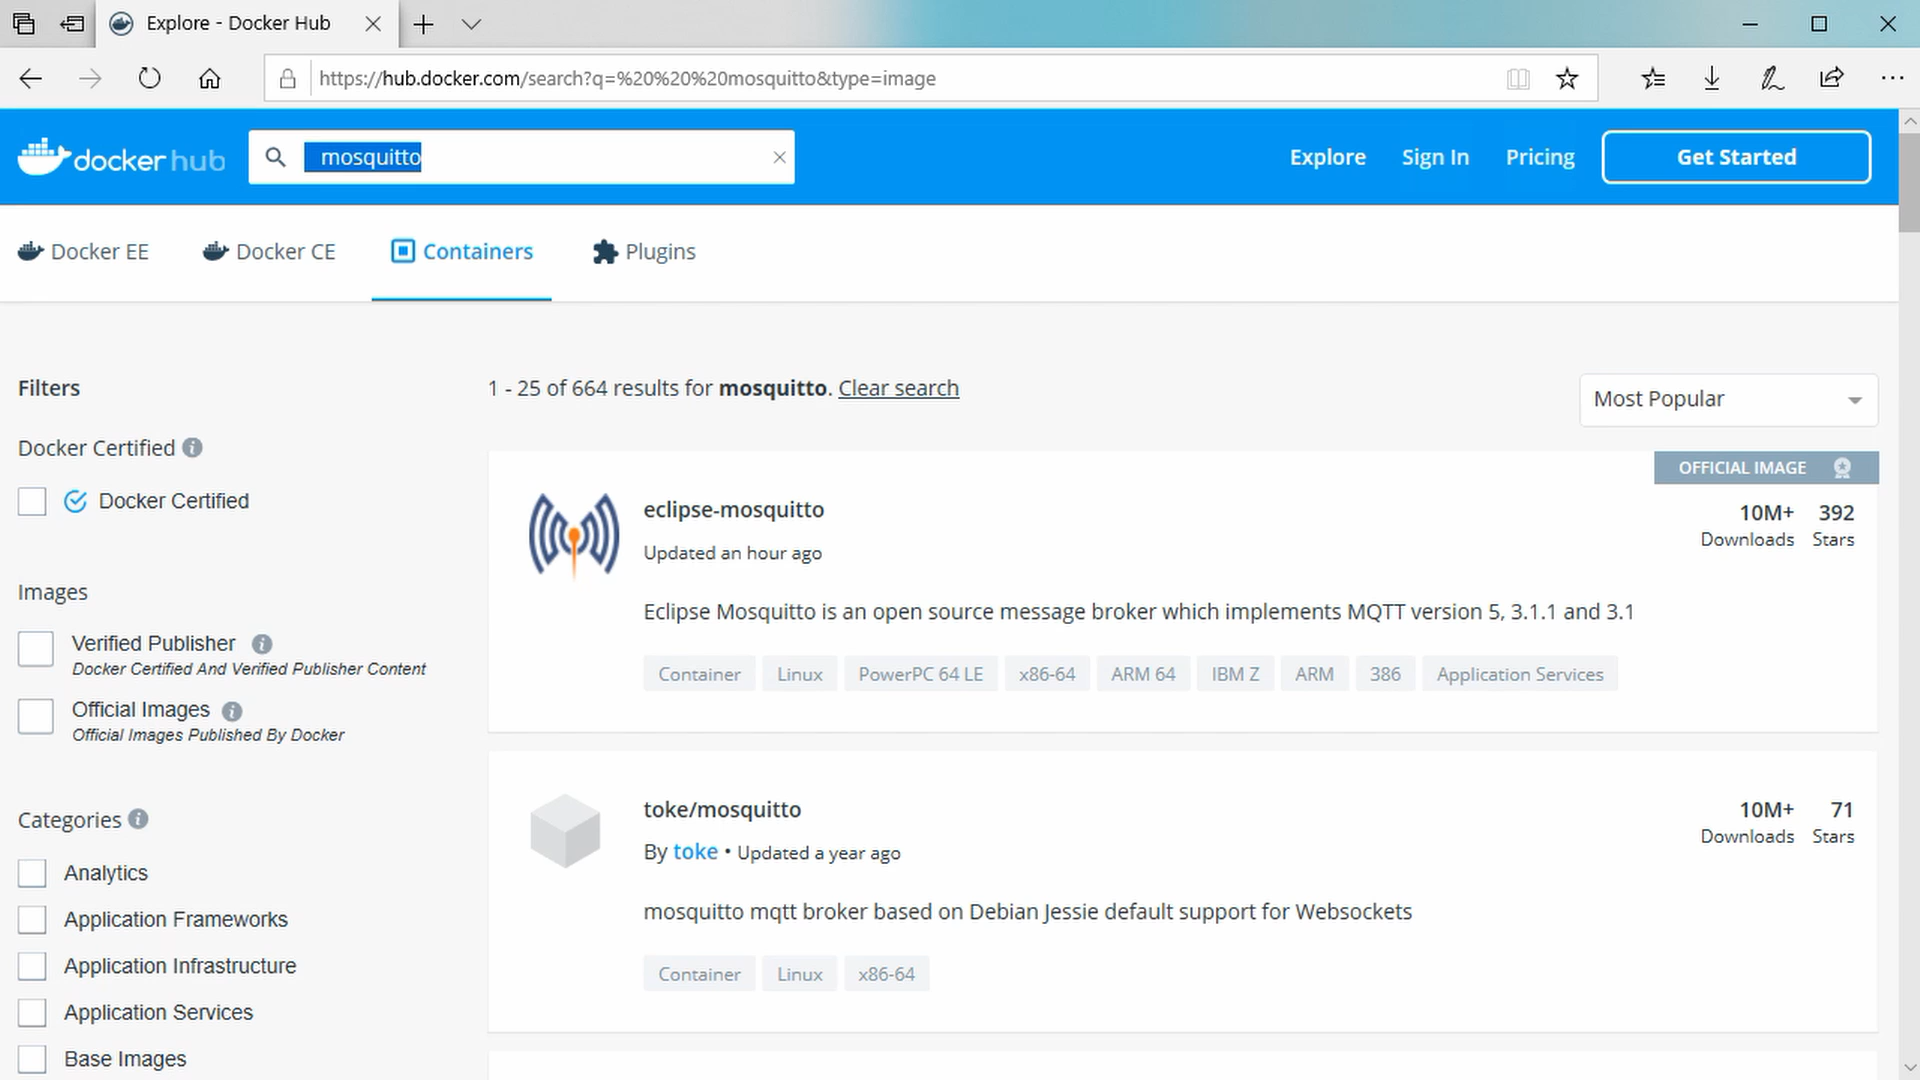 Explore - Docker Hub
https://hub.docker.com/search?q=%20%20%20mosquitto&type=image
docker hub
mosquitto
Explore
Sign In
Pricing
Get Started
Docker EE
Docker CE
Containers
Plugins
Filters
Docker Certified
Docker Certified
Images
Verified Publisher
Docker Certified And Verified Publisher Content
Official Images
Official Images Published By Docker
Categories
Analytics
Application Frameworks
Application Infrastructure
Application Services
Base Images
1 - 25 of 664 results for mosquitto. Clear search
Most Popular
OFFICIAL IMAGE
eclipse-mosquitto
Updated an hour ago
10M+ 392
Downloads Stars
Eclipse Mosquitto is an open source message broker which implements MQTT version 5, 3.1.1 and 3.1
Container Linux PowerPC 64 LE x86-64 ARM 64 IBM Z ARM 386 Application Services
toke/mosquitto
By toke • Updated a year ago
10M+ 71
Downloads Stars
mosquitto mqtt broker based on Debian Jessie default support for Websockets
Container Linux x86-64